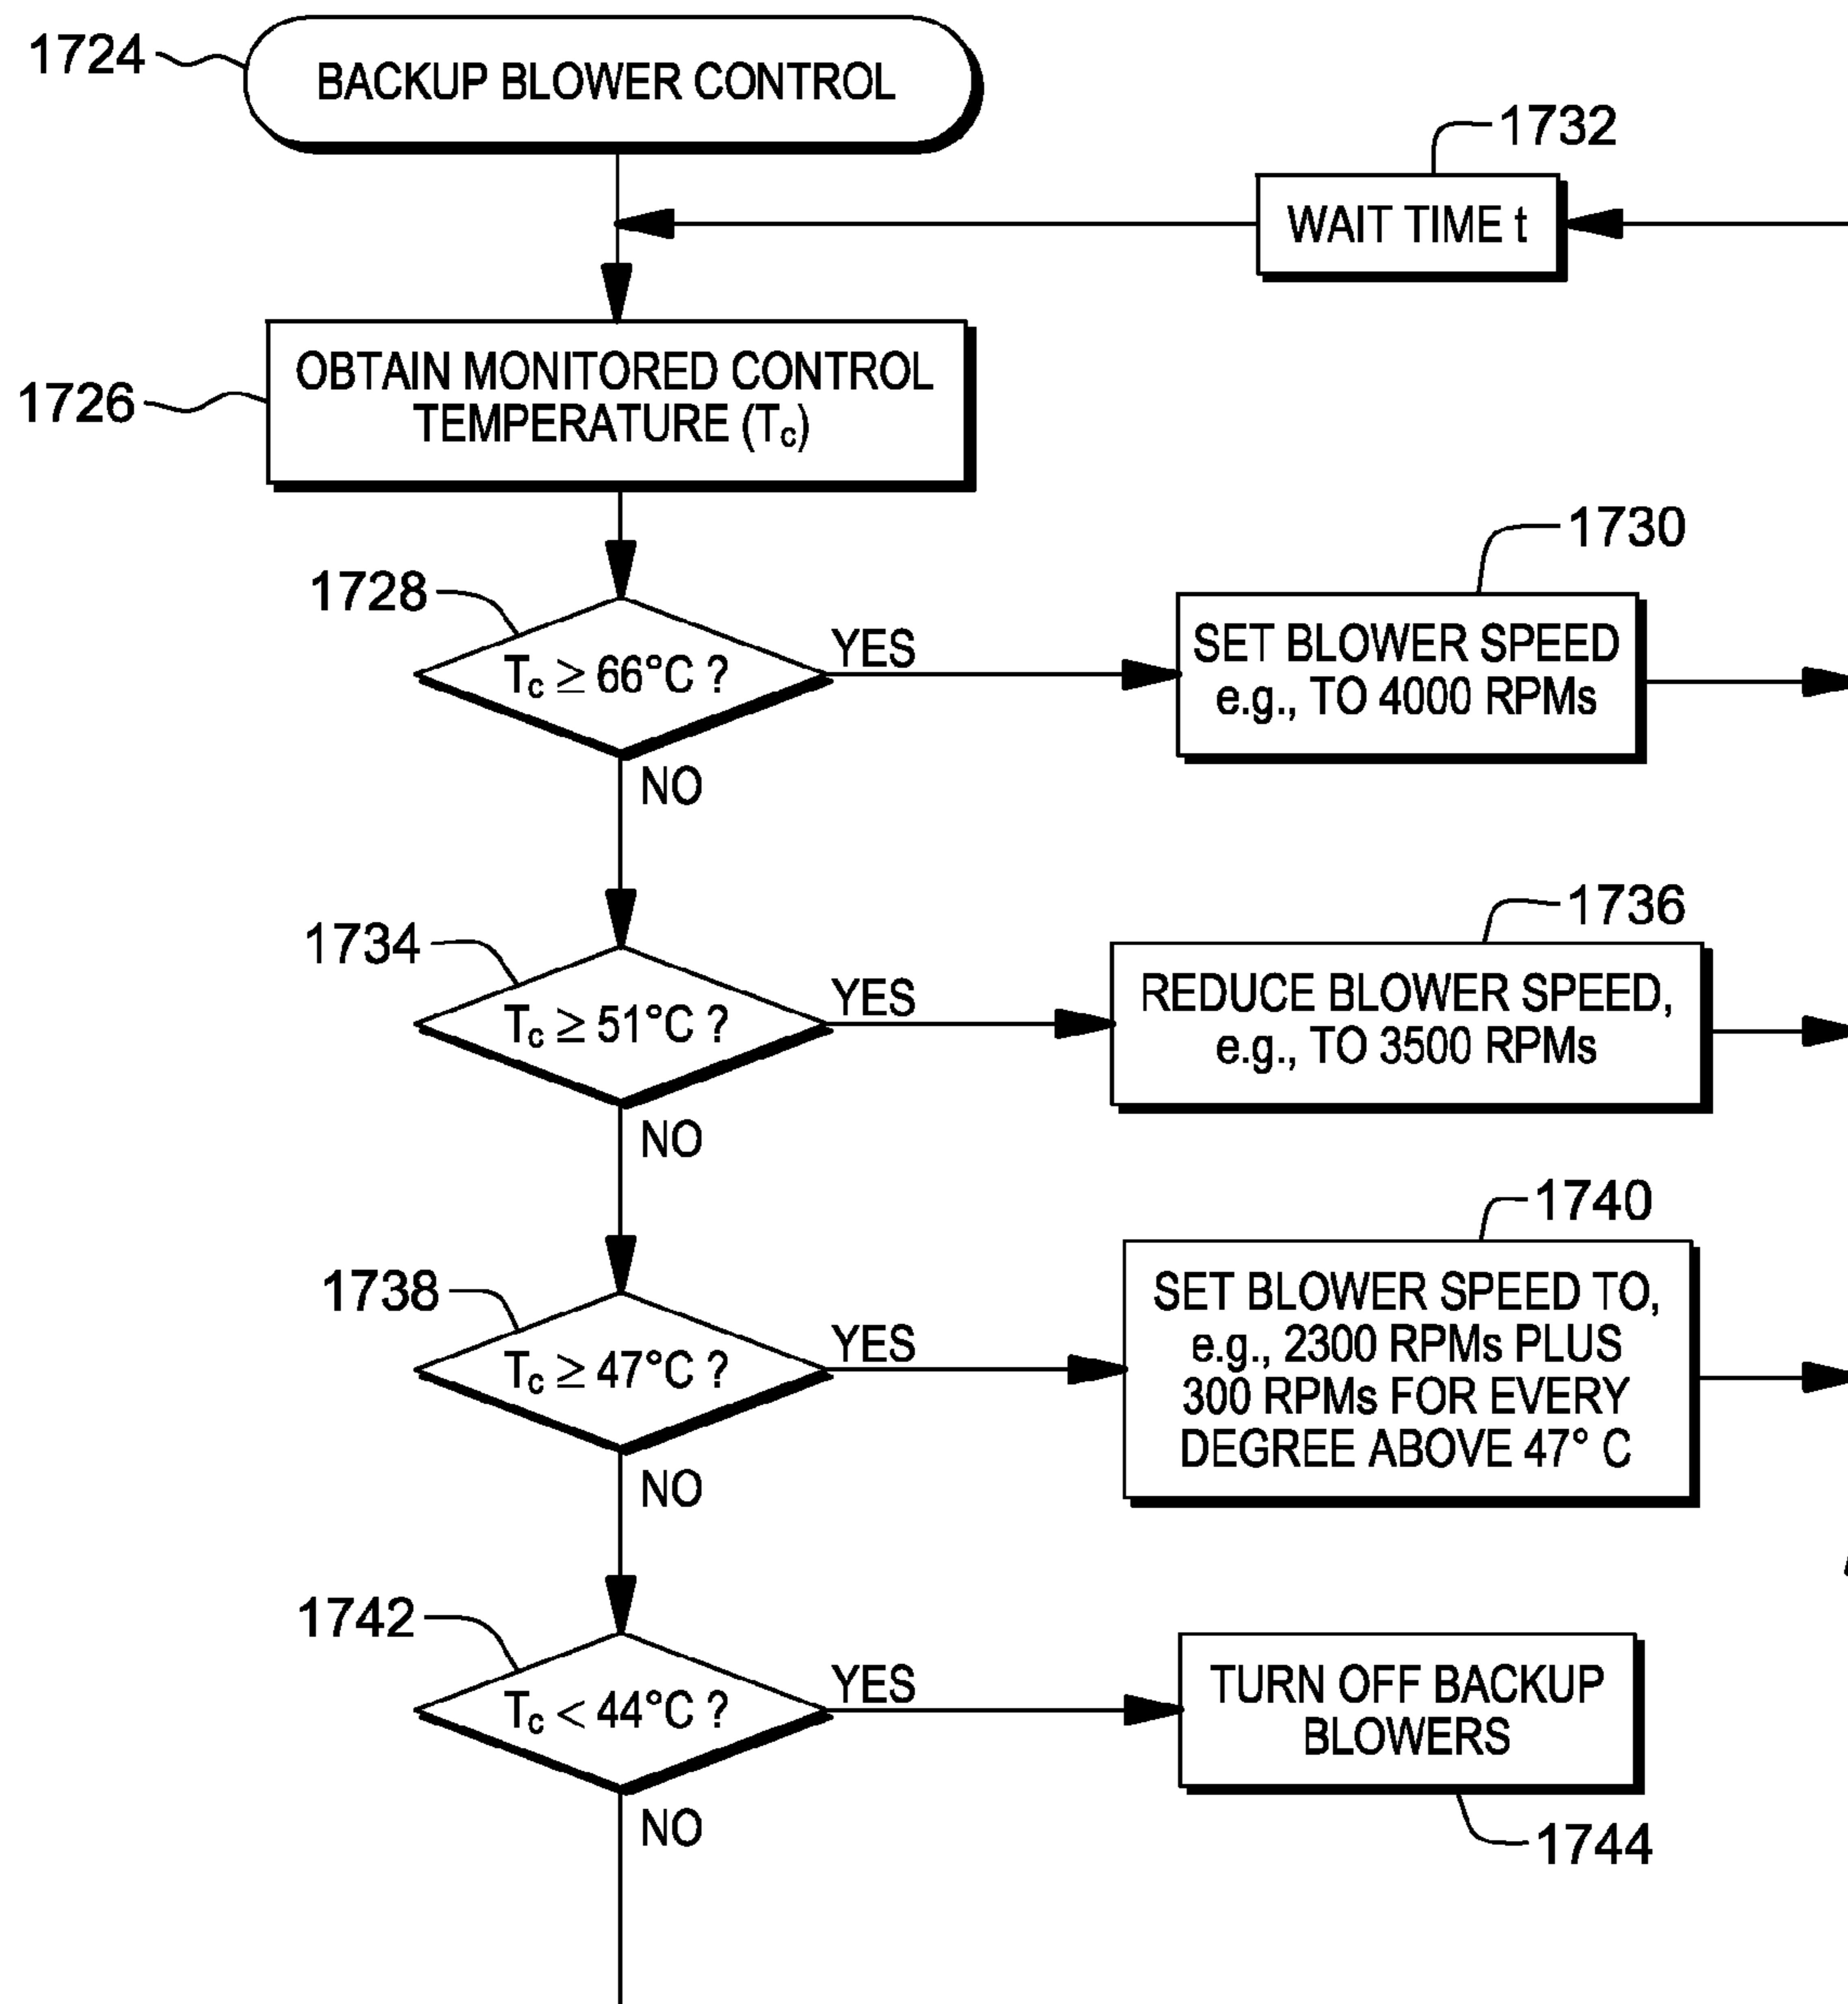 1724
BACKUP BLOWER CONTROL
1732
WAIT TIME t
1726
OBTAIN MONITORED CONTROL
TEMPERATURE (Tc)
1728
Tc ≥ 66°C ?
YES
NO
1730
SET BLOWER SPEED
e.g., TO 4000 RPMs
1734
Tc ≥ 51°C ?
YES
NO
1736
REDUCE BLOWER SPEED,
e.g., TO 3500 RPMs
1738
Tc ≥ 47°C ?
YES
NO
1740
SET BLOWER SPEED TO,
e.g., 2300 RPMs PLUS
300 RPMs FOR EVERY
DEGREE ABOVE 47° C
1742
Tc < 44°C ?
YES
NO
TURN OFF BACKUP
BLOWERS
1744